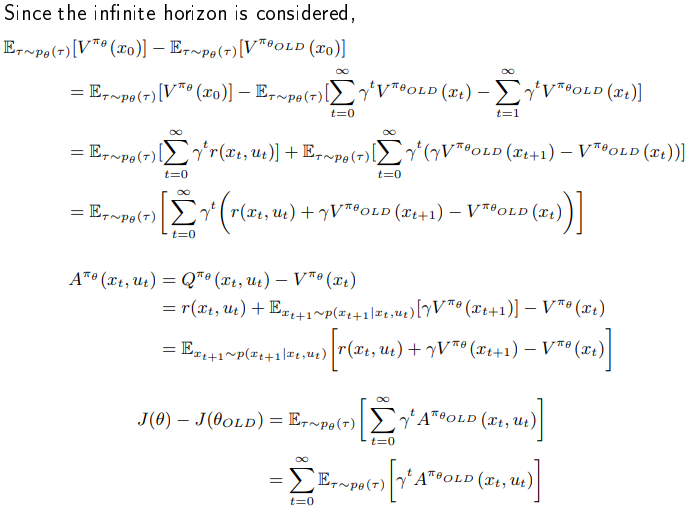 Since the infinite horizon is considered,
𝔼_{τ∼p_θ(τ)}[V^{π_θ}(x_0)] − 𝔼_{τ∼p_θ(τ)}[V^{π_{θ_{OLD}}}(x_0)]
= 𝔼_{τ∼p_θ(τ)}[V^{π_θ}(x_0)] − 𝔼_{τ∼p_θ(τ)}[∑_{t=0}^{∞} γ^t V^{π_{θ_{OLD}}}(x_t) − ∑_{t=1}^{∞} γ^t V^{π_{θ_{OLD}}}(x_t)]
= 𝔼_{τ∼p_θ(τ)}[∑_{t=0}^{∞} γ^t r(x_t, u_t)] + 𝔼_{τ∼p_θ(τ)}[∑_{t=0}^{∞} γ^t(γV^{π_{θ_{OLD}}}(x_{t+1}) − V^{π_{θ_{OLD}}}(x_t))]
= 𝔼_{τ∼p_θ(τ)}[∑_{t=0}^{∞} γ^t(r(x_t, u_t) + γV^{π_{θ_{OLD}}}(x_{t+1}) − V^{π_{θ_{OLD}}}(x_t))]
A^{π_θ}(x_t, u_t) = Q^{π_θ}(x_t, u_t) − V^{π_θ}(x_t)
= r(x_t, u_t) + 𝔼_{x_{t+1}∼p(x_{t+1}|x_t,u_t)}[γV^{π_θ}(x_{t+1})] − V^{π_θ}(x_t)
= 𝔼_{x_{t+1}∼p(x_{t+1}|x_t,u_t)}[r(x_t, u_t) + γV^{π_θ}(x_{t+1}) − V^{π_θ}(x_t)]
J(θ) − J(θ_{OLD}) = 𝔼_{τ∼p_θ(τ)}[∑_{t=0}^{∞} γ^t A^{π_{θ_{OLD}}}(x_t, u_t)]
= ∑_{t=0}^{∞} 𝔼_{τ∼p_θ(τ)}[γ^t A^{π_{θ_{OLD}}}(x_t, u_t)]